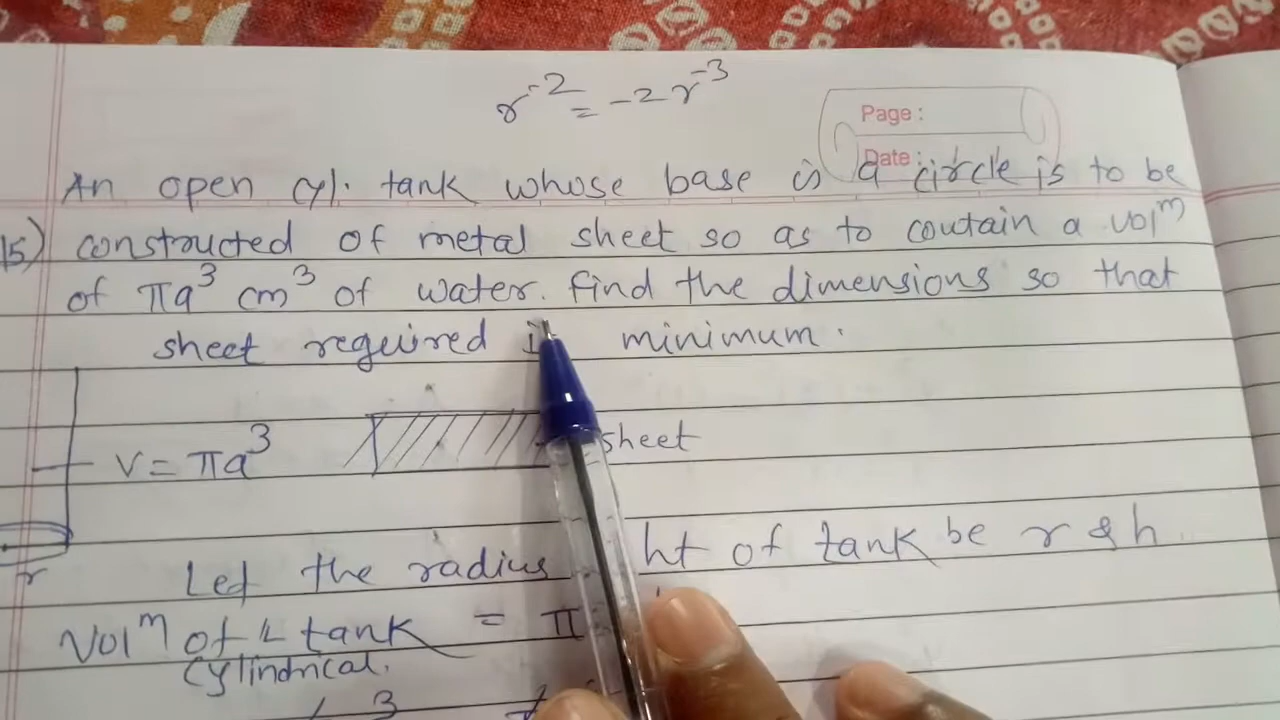 r⁻² = -2 r⁻³
Page :
Date :
An open cyl. tank whose base is a circle is to be
15) constructed of metal sheet so as to contain a volᵐ
of πa³ cm³ of water. find the dimensions so that
sheet required minimum.
V = πa³ sheet
r
Let the radius ht of tank be r & h
Volᵐ of tank = π
cylindrical.
3